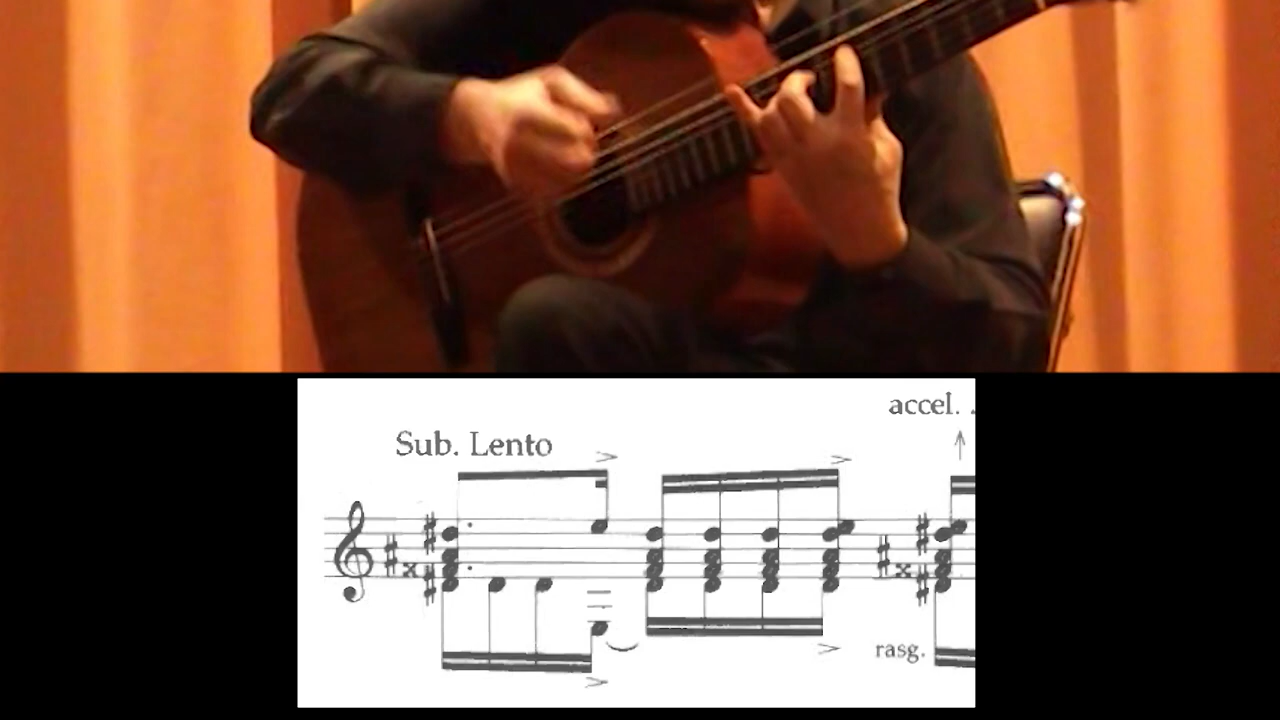 accel. .
Sub. Lento
rasg.